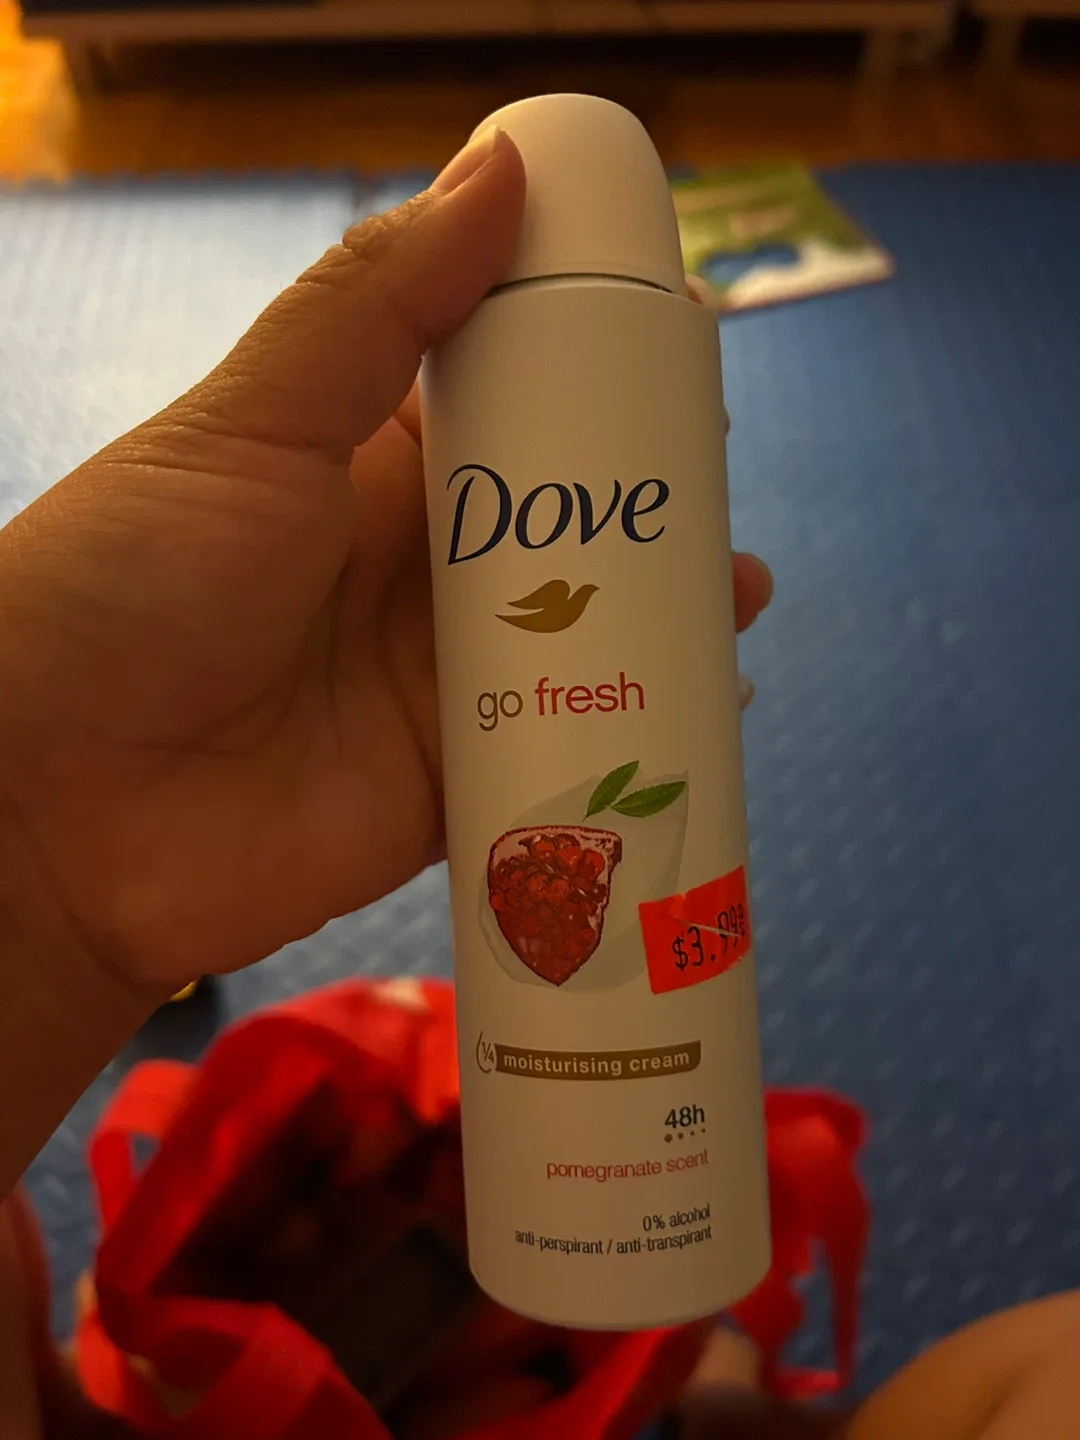 Dove
go fresh
$3.99
1/4 moisturising cream
48h
pomegranate scent
0% alcohol
anti-perspirant / anti-transpirant